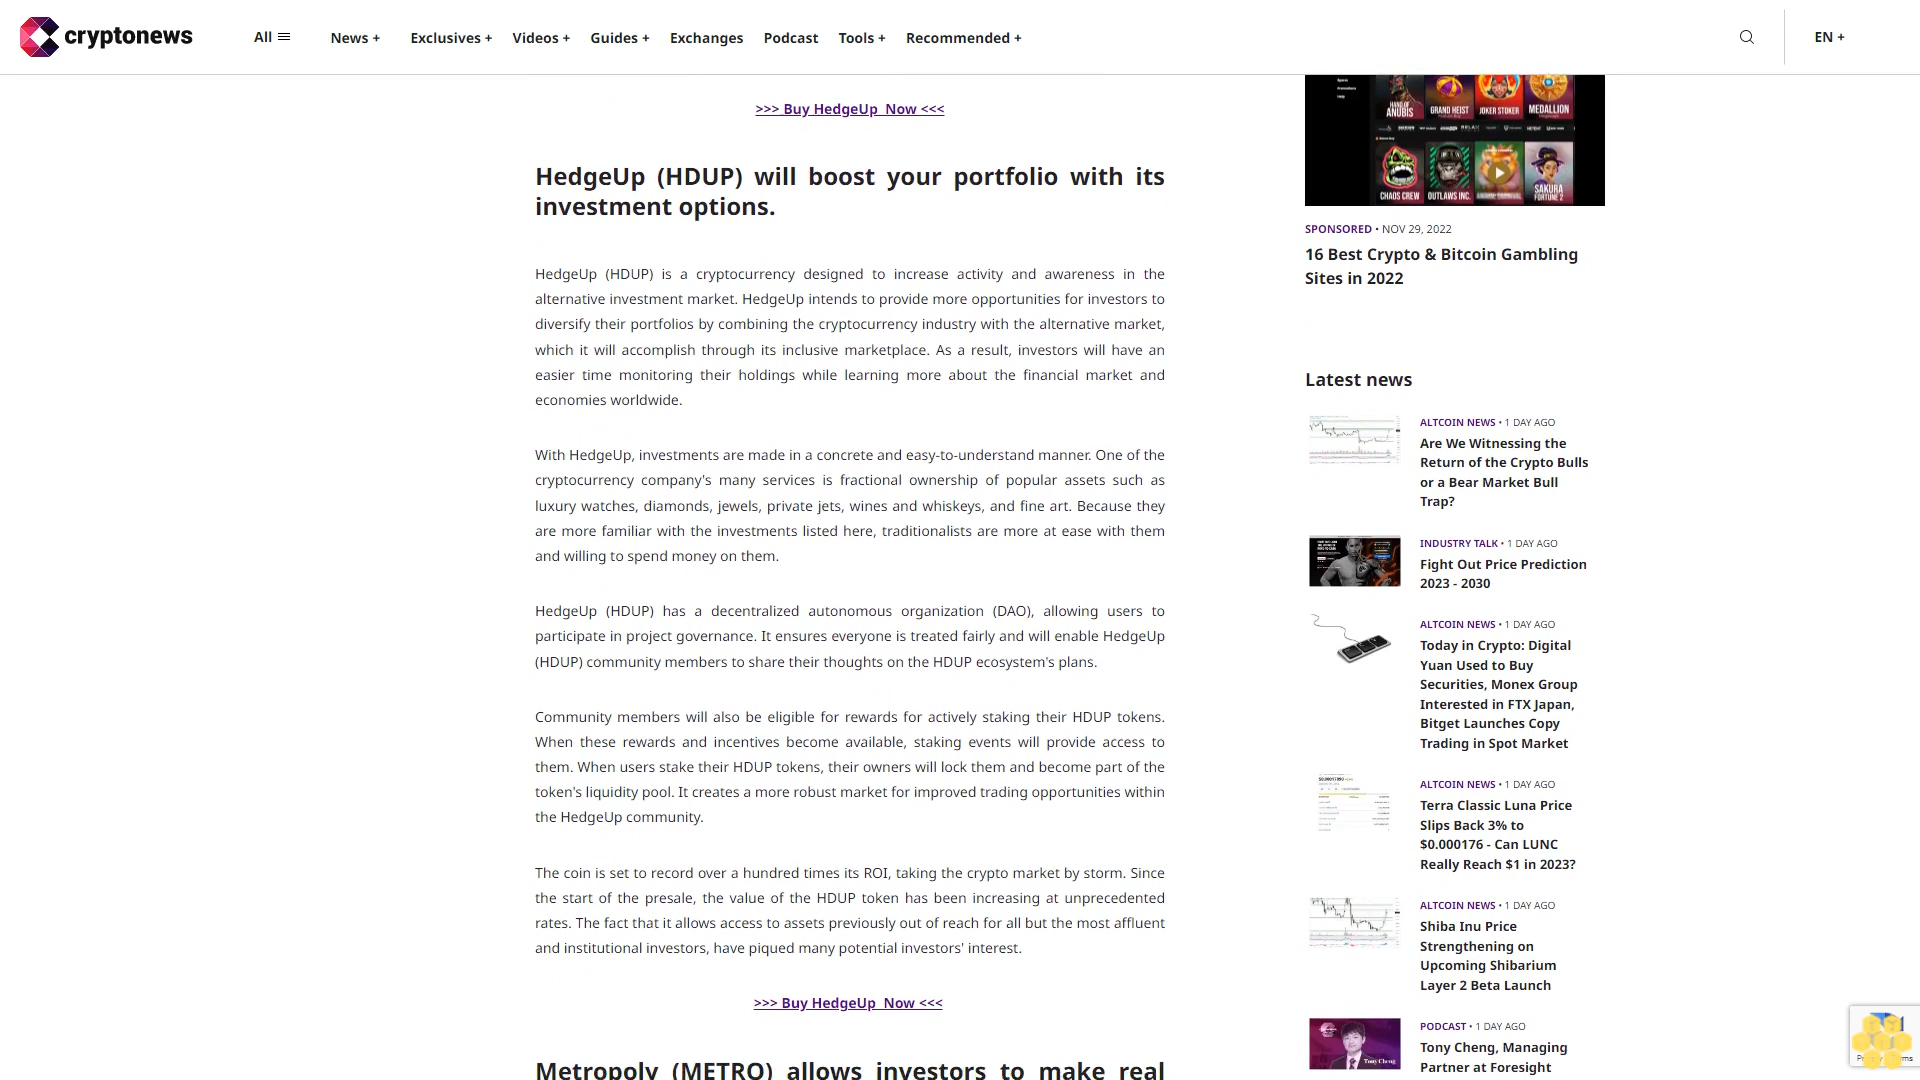 cryptonews
All
News +
Exclusives +
Videos +
Guides +
Exchanges
Podcast
Tools +
Recommended +
EN +
>>> Buy HedgeUp  Now <<<
HedgeUp (HDUP) will boost your portfolio with its
investment options.
HedgeUp (HDUP) is a cryptocurrency designed to increase activity and awareness in the
alternative investment market. HedgeUp intends to provide more opportunities for investors to
diversify their portfolios by combining the cryptocurrency industry with the alternative market,
which it will accomplish through its inclusive marketplace. As a result, investors will have an
easier time monitoring their holdings while learning more about the financial market and
economies worldwide.
With HedgeUp, investments are made in a concrete and easy-to-understand manner. One of the
cryptocurrency company's many services is fractional ownership of popular assets such as
luxury watches, diamonds, jewels, private jets, wines and whiskeys, and fine art. Because they
are more familiar with the investments listed here, traditionalists are more at ease with them
and willing to spend money on them.
HedgeUp (HDUP) has a decentralized autonomous organization (DAO), allowing users to
participate in project governance. It ensures everyone is treated fairly and will enable HedgeUp
(HDUP) community members to share their thoughts on the HDUP ecosystem's plans.
Community members will also be eligible for rewards for actively staking their HDUP tokens.
When these rewards and incentives become available, staking events will provide access to
them. When users stake their HDUP tokens, their owners will lock them and become part of the
token's liquidity pool. It creates a more robust market for improved trading opportunities within
the HedgeUp community.
The coin is set to record over a hundred times its ROI, taking the crypto market by storm. Since
the start of the presale, the value of the HDUP token has been increasing at unprecedented
rates. The fact that it allows access to assets previously out of reach for all but the most affluent
and institutional investors, have piqued many potential investors' interest.
>>> Buy HedgeUp  Now <<<
Metropoly (METRO) allows investors to make real
HAND OF
ANUBIS
GRAND HEIST
JOKER STOKER
MEDALLION
CHAOS CREW
OUTLAWS INC.
SAKURA
FORTUNE 2
SPONSORED • NOV 29, 2022
16 Best Crypto & Bitcoin Gambling
Sites in 2022
Latest news
ALTCOIN NEWS • 1 DAY AGO
Are We Witnessing the
Return of the Crypto Bulls
or a Bear Market Bull
Trap?
INDUSTRY TALK • 1 DAY AGO
Fight Out Price Prediction
2023 - 2030
ALTCOIN NEWS • 1 DAY AGO
Today in Crypto: Digital
Yuan Used to Buy
Securities, Monex Group
Interested in FTX Japan,
Bitget Launches Copy
Trading in Spot Market
ALTCOIN NEWS • 1 DAY AGO
Terra Classic Luna Price
Slips Back 3% to
$0.000176 - Can LUNC
Really Reach $1 in 2023?
ALTCOIN NEWS • 1 DAY AGO
Shiba Inu Price
Strengthening on
Upcoming Shibarium
Layer 2 Beta Launch
PODCAST • 1 DAY AGO
Tony Cheng, Managing
Partner at Foresight
Tony Cheng